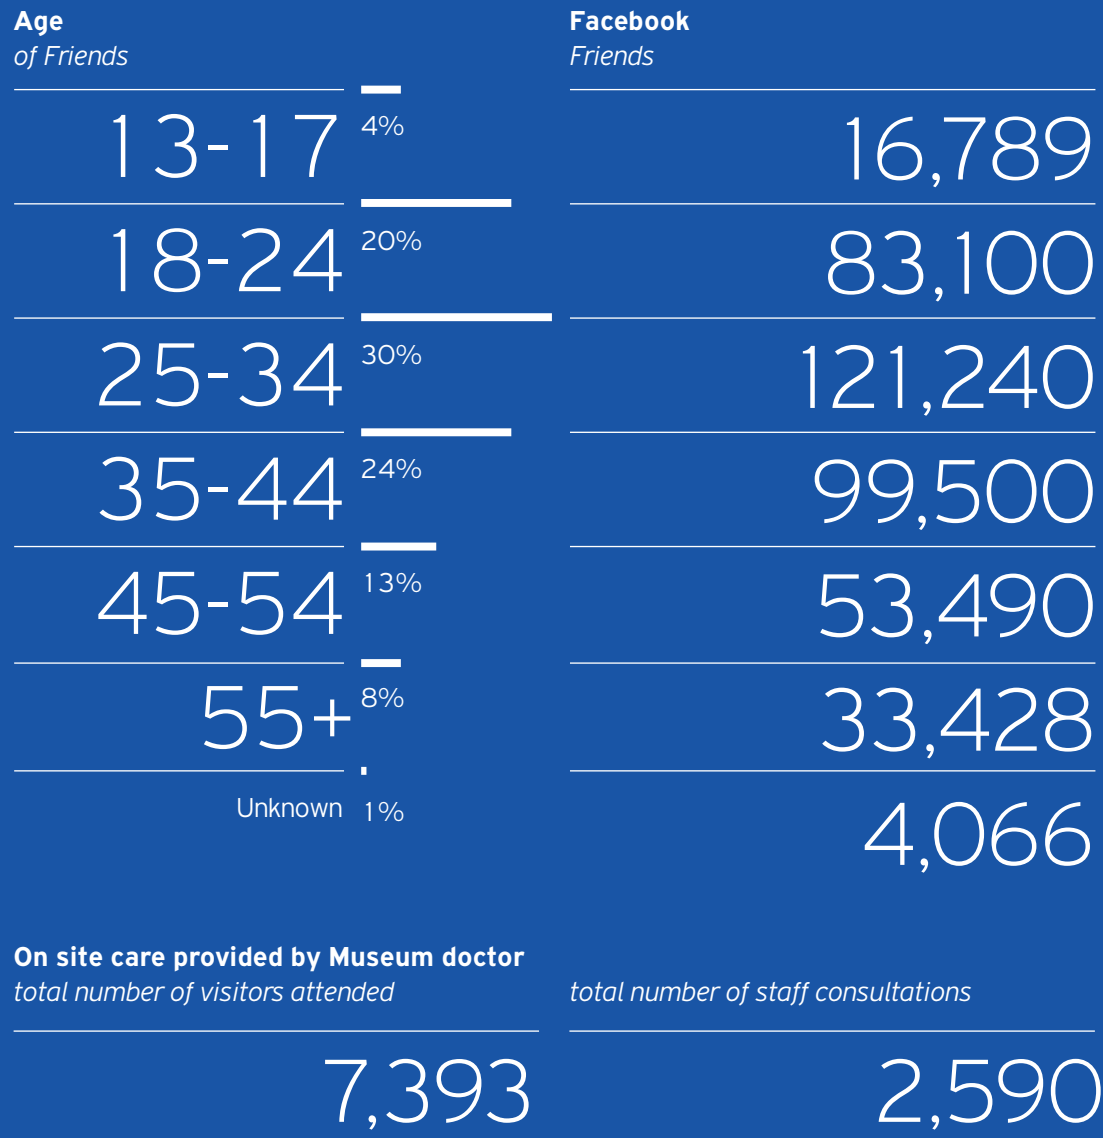 Age
of Friends
Facebook
Friends
13-17 4% 16,789
18-24 20% 83,100
25-34 30% 121,240
35-44 24% 99,500
45-54 13% 53,490
55+ 8% 33,428
Unknown 1% 4,066
On site care provided by Museum doctor
total number of visitors attended
total number of staff consultations
7,393
2,590